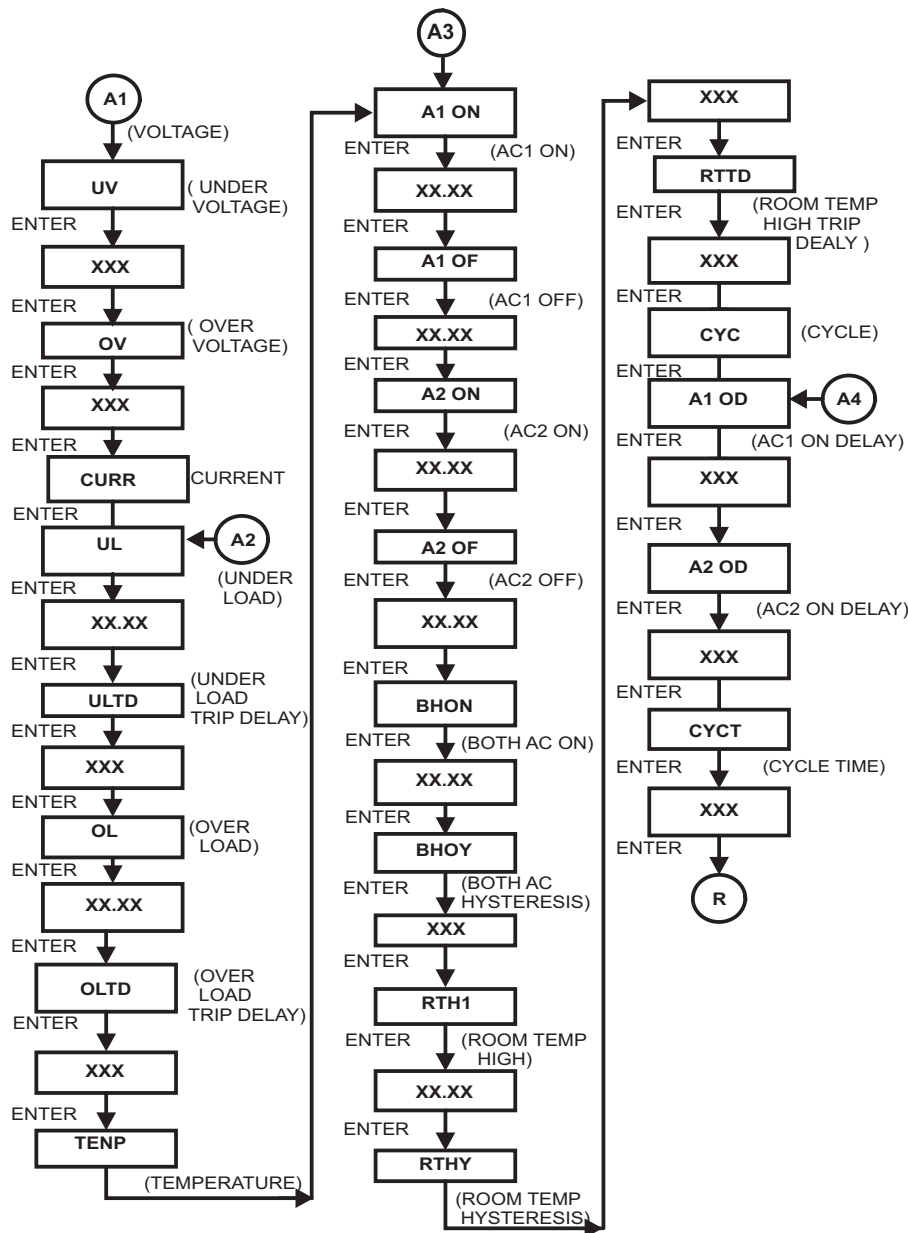 A1
(VOLTAGE)
UV
( UNDER
VOLTAGE)
ENTER
XXX
ENTER
OV
( OVER
VOLTAGE)
ENTER
XXX
ENTER
CURR
CURRENT
ENTER
UL
A2
(UNDER
LOAD)
ENTER
XX.XX
ENTER
ULTD
(UNDER
LOAD
TRIP DELAY)
ENTER
XXX
ENTER
OL
(OVER
LOAD)
ENTER
XX.XX
ENTER
OLTD
(OVER
LOAD
TRIP DELAY)
ENTER
XXX
ENTER
TENP
(TEMPERATURE)
A3
A1 ON
ENTER
(AC1 ON)
XX.XX
ENTER
A1 OF
ENTER
(AC1 OFF)
XX.XX
ENTER
A2 ON
ENTER
(AC2 ON)
XX.XX
ENTER
A2 OF
ENTER
(AC2 OFF)
XX.XX
ENTER
BHON
ENTER
(BOTH AC ON)
XX.XX
ENTER
BHOY
ENTER
(BOTH AC
HYSTERESIS)
XXX
ENTER
RTH1
ENTER
(ROOM TEMP
HIGH)
XX.XX
ENTER
RTHY
(ROOM TEMP
HYSTERESIS)
XXX
ENTER
RTTD
ENTER
(ROOM TEMP
HIGH TRIP
DEALY )
XXX
ENTER
CYC
(CYCLE)
ENTER
A1 OD
A4
ENTER
(AC1 ON DELAY)
XXX
ENTER
A2 OD
ENTER
(AC2 ON DELAY)
XXX
ENTER
CYCT
ENTER
(CYCLE TIME)
XXX
ENTER
R